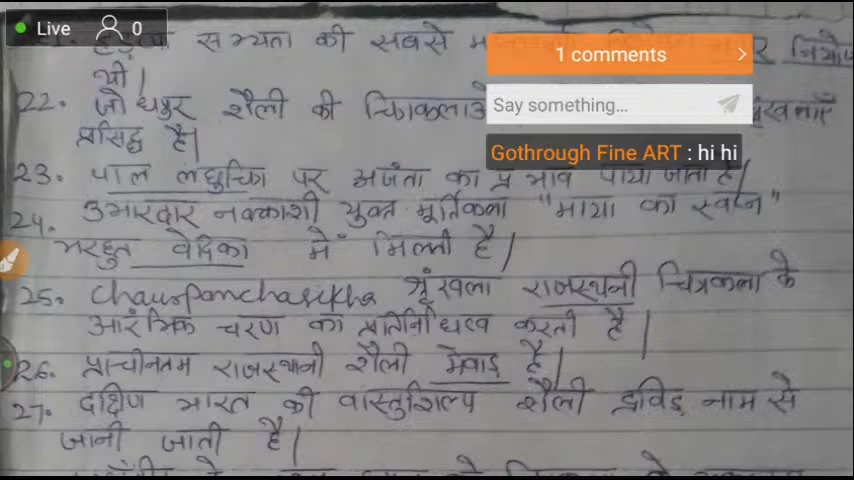 Live 0
1 comments
Say something...
Gothrough Fine ART : hi hi
सभ्यता की सबसे
थी |
22. जोधपुर शैली की
प्रसिद्ध है|
23. पाल लघुचित्र पर अजंता का प्रभाव पाया जाता है|
24. उभारदार नक्काशी युक्त मूर्तिकला "माया का स्वप्न"
भरहुत वेदिका में मिलती है|
25. Chaurpanchasikha श्रृंखला राजस्थानी चित्रकला के
आरंभिक चरण का प्रतिनिधित्व करती है |
26. प्राचीनतम राजस्थानी शैली मेवाड़ है|
27. दक्षिण भारत की वास्तुशिल्प शैली द्रविड़ नाम से
जानी जाती है|